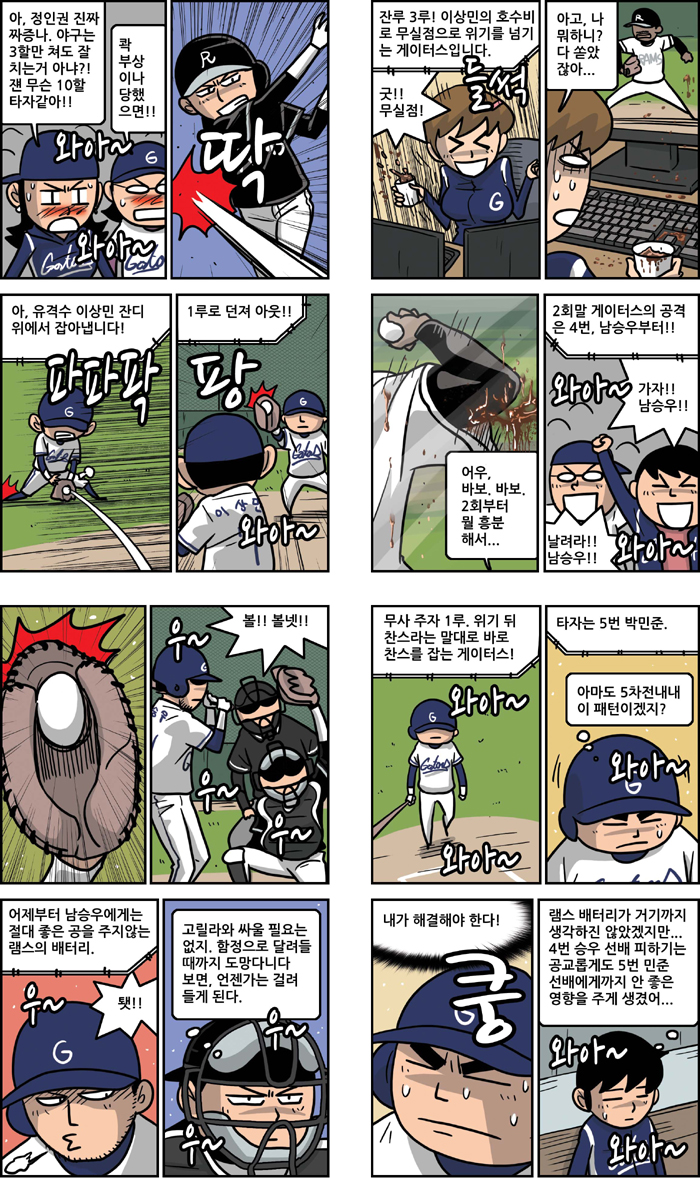 아, 정인권 진짜
짜증나. 야구는
3할만 쳐도 잘
치는거 아냐?!
쟨 무슨 10할
타자같아!!
콱
부상
이나
당했
으면!!
와아~
와아~
G
Gators
Gators
R
딱
아, 유격수 이상민 잔디
위에서 잡아냅니다!
파파팍
G
Gators
1루로 던져 아웃!!
팡
G
Gators
이상민
1
와아~
잔루 3루! 이상민의 호수비
로 무실점으로 위기를 넘기
는 게이터스입니다.
굿!!
무실점!
들썩
G
아고, 나
뭐하니?
다 쏟았
잖아...
RAMS
어우,
바보. 바보.
2회부터
뭘 흥분
해서...
2회말 게이터스의 공격
은 4번, 남승우부터!!
와아~
가자!!
남승우!!
날려라!!
남승우!!
와아~
볼!! 볼넷!!
우~
G
우~
우~
어제부터 남승우에게는
절대 좋은 공을 주지않는
램스의 배터리.
우~
탯!!
G
고릴라와 싸울 필요는
없지. 함정으로 달려들
때까지 도망다니다
보면, 언젠가는 걸려
들게 된다.
우~
우~
무사 주자 1루. 위기 뒤
찬스라는 말대로 바로
찬스를 잡는 게이터스!
와아~
G
Gators
와아~
타자는 5번 박민준.
아마도 5차전내내
이 패턴이겠지?
와아~
G
Gators
내가 해결해야 한다!
쿵
G
램스 배터리가 거기까지
생각하진 않았겠지만...
4번 승우 선배 피하기는
공교롭게도 5번 민준
선배에게까지 안 좋은
영향을 주게 생겼어...
와아~
와아~